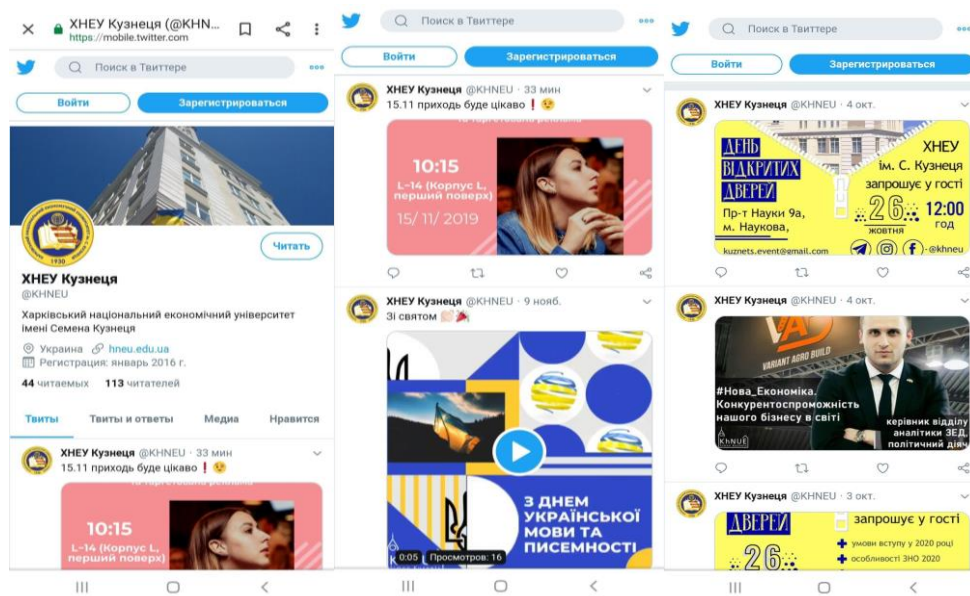 ХНЕУ Кузнеця (@KHN...
https://mobile.twitter.com
Поиск в Твиттере
Войти
Зарегистрироваться
1930
Читать
ХНЕУ Кузнеця
@KHNEU
Харківський національний економічний університет
імені Семена Кузнеця
Украина hneu.edu.ua
Регистрация: январь 2016 г.
44 читаемых 113 читателей
Твиты Твиты и ответы Медиа Нравится
ХНЕУ Кузнеця @KHNEU · 33 мин
15.11 приходь буде цікаво❗😉
10:15
L-14 (Корпус L,
перший поверх)
Поиск в Твиттере
Войти
Зарегистрироваться
ХНЕУ Кузнеця @KHNEU · 33 мин
15.11 приходь буде цікаво❗😉
10:15
L-14 (Корпус L,
перший поверх)
15/ 11/ 2019
ХНЕУ Кузнеця @KHNEU · 9 нояб.
Зі святом
З ДНЕМ
УКРАЇНСЬКОЇ
МОВИ ТА
ПИСЕМНОСТІ
0:05 Просмотров: 16
Поиск в Твиттере
Войти
Зарегистрироваться
ХНЕУ Кузнеця @KHNEU · 4 окт.
ДЕНЬ
ВІДКРИТИХ
ДВЕРЕЙ
Пр-т Науки 9а,
м. Наукова,
kuznets.event@gmail.com
ХНЕУ
ім. С. Кузнеця
запрошує у гості
26 12:00
жовтня год
-@khneu
ХНЕУ Кузнеця @KHNEU · 4 окт.
VARIANT AGRO BUILD
#Нова_Економіка.
Конкурентоспроможність
нашого бізнесу в світі
KhNUE
керівник відділу
аналітики ЗЕД,
політичний діяч
ХНЕУ Кузнеця @KHNEU · 3 окт.
ДВЕРЕЙ
26
запрошує у гості
умови вступу у 2020 році
особливості ЗНО 2020